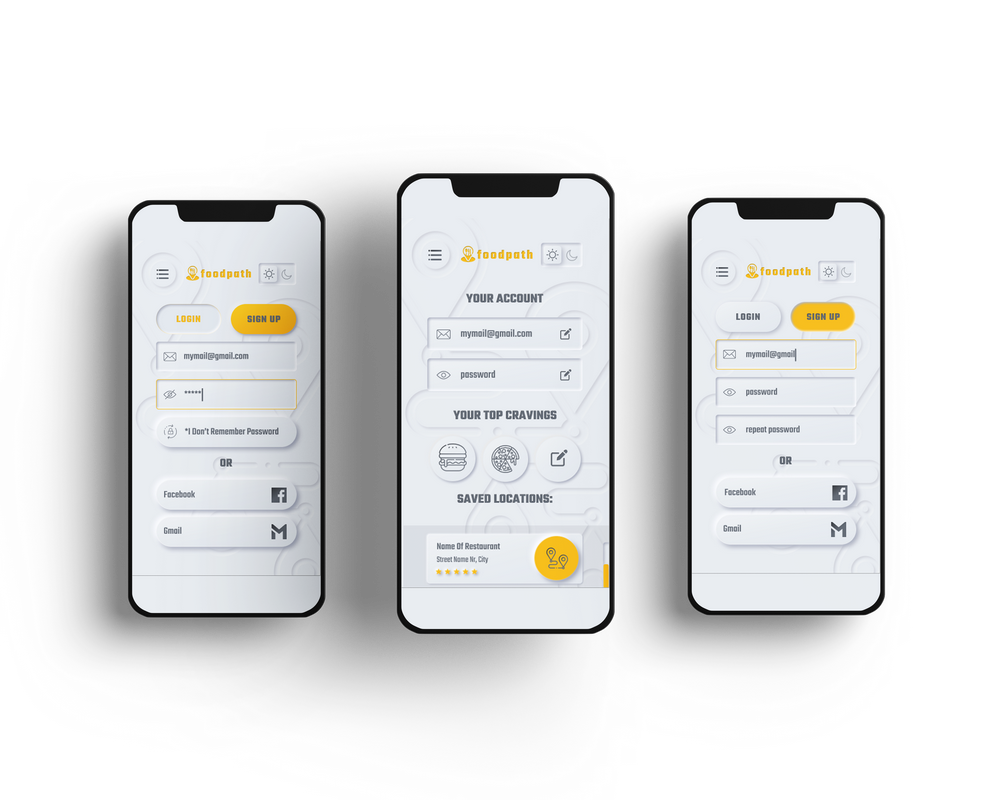 foodpath
LOGIN
SIGN UP
mymail@gmail.com
*****
*I Don't Remember Password
OR
Facebook
Gmail
foodpath
YOUR ACCOUNT
mymail@gmail.com
password
YOUR TOP CRAVINGS
SAVED LOCATIONS:
Name Of Restaurant
Street Name Nr, City
foodpath
LOGIN
SIGN UP
mymail@gmail
password
repeat password
OR
Facebook
Gmail